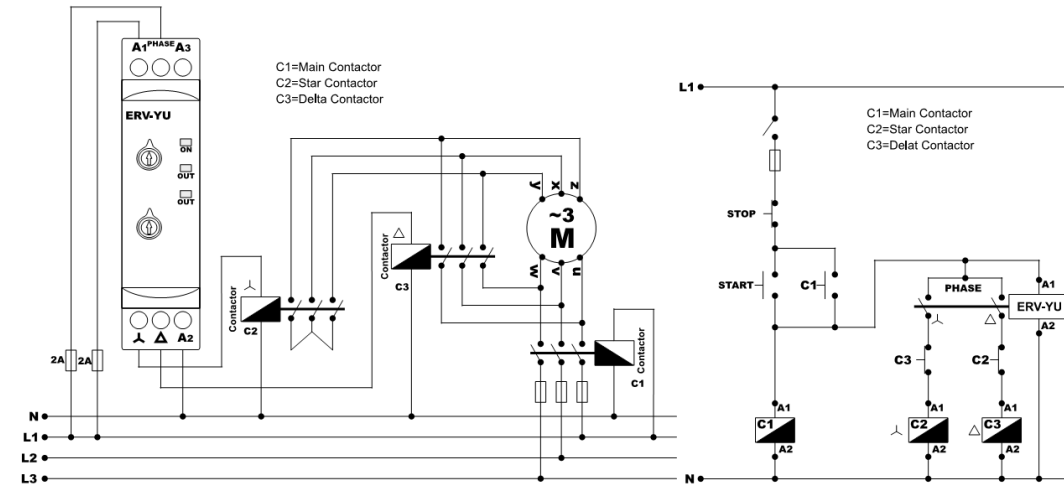 A1 PHASE A3
ERV-YU
ON
OUT
OUT
⅄ Δ A2
2A
2A
C1=Main Contactor
C2=Star Contactor
C3=Delta Contactor
y x z
~3
M
w v u
Contactor
C3
Contactor
C2
Contactor
C1
N
L1
L2
L3
L1
C1=Main Contactor
C2=Star Contactor
C3=Delat Contactor
STOP
START
C1
PHASE
A1
ERV-YU
A2
C3
C2
A1
C1
A2
A1
C2
A2
A1
C3
A2
N